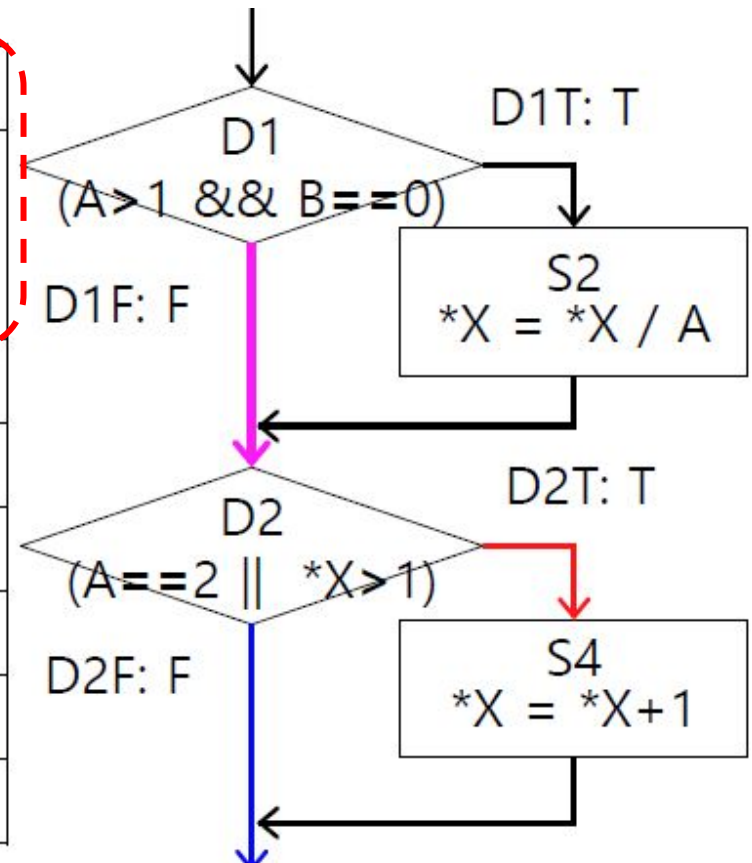 D1T: T
D1
(A>1 && B==0)
S2
*X = *X / A
D1F: F
D2T: T
D2
(A==2 || *X>1)
S4
*X = *X+1
D2F: F